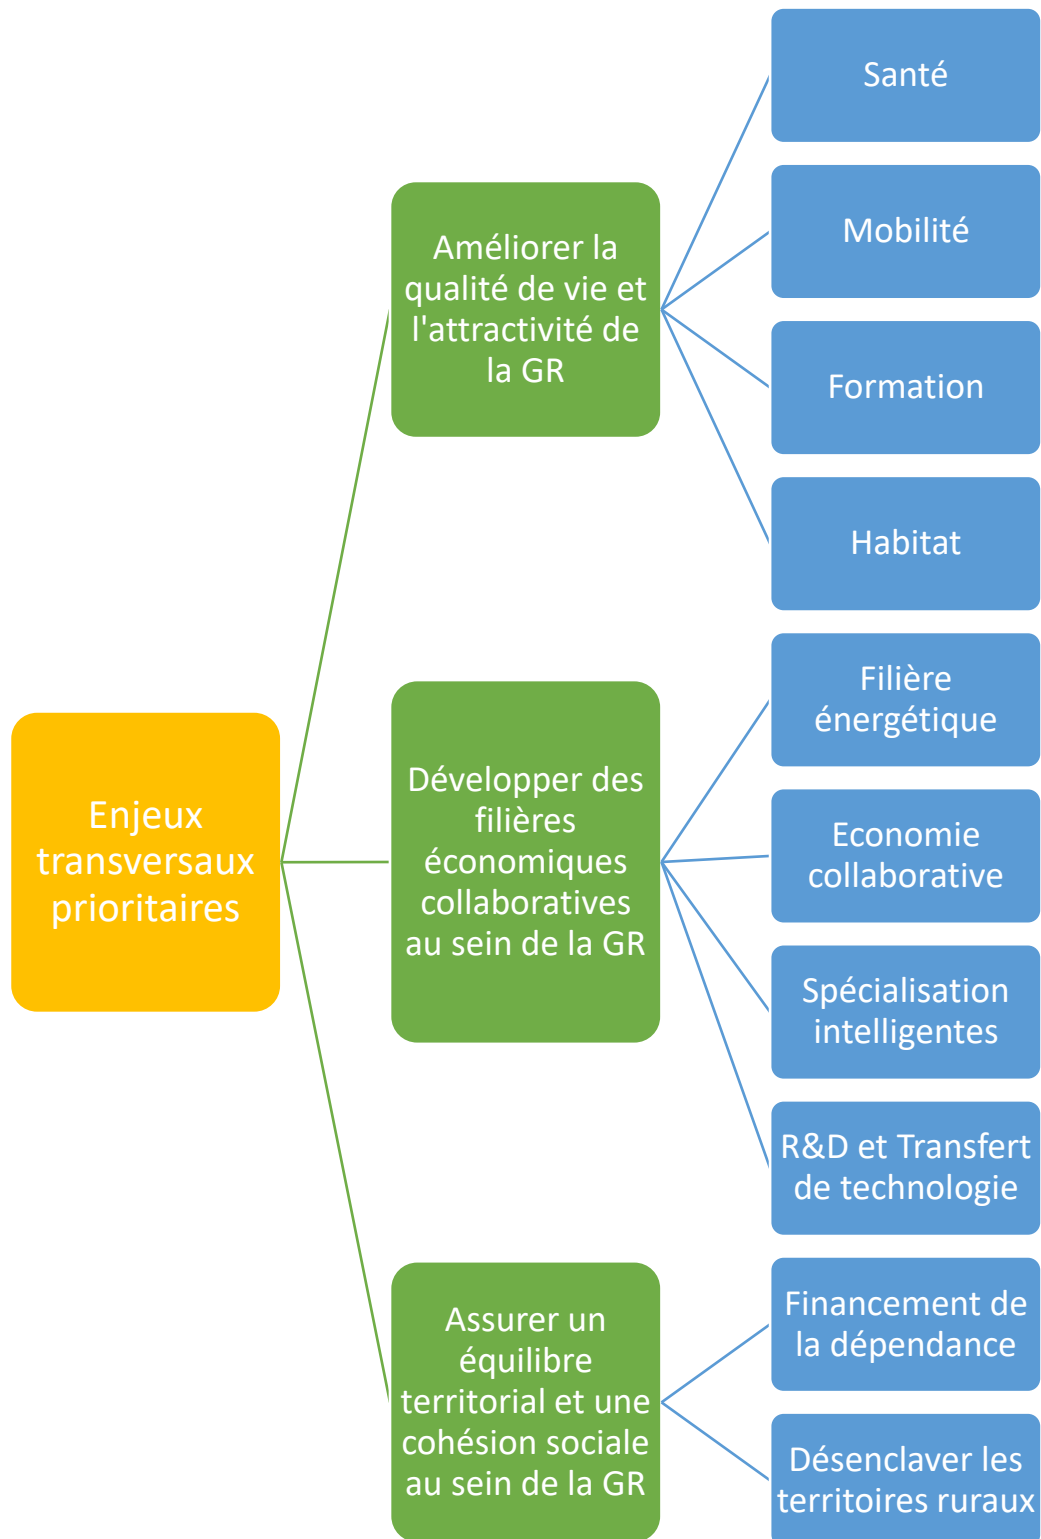 Enjeux
transversaux
prioritaires
Améliorer la
qualité de vie et
l'attractivité de
la GR
Santé
Mobilité
Formation
Habitat
Développer des
filières
économiques
collaboratives
au sein de la GR
Filière
énergétique
Economie
collaborative
Spécialisation
intelligentes
R&D et Transfert
de technologie
Assurer un
équilibre
territorial et une
cohésion sociale
au sein de la GR
Financement de
la dépendance
Désenclaver les
territoires ruraux